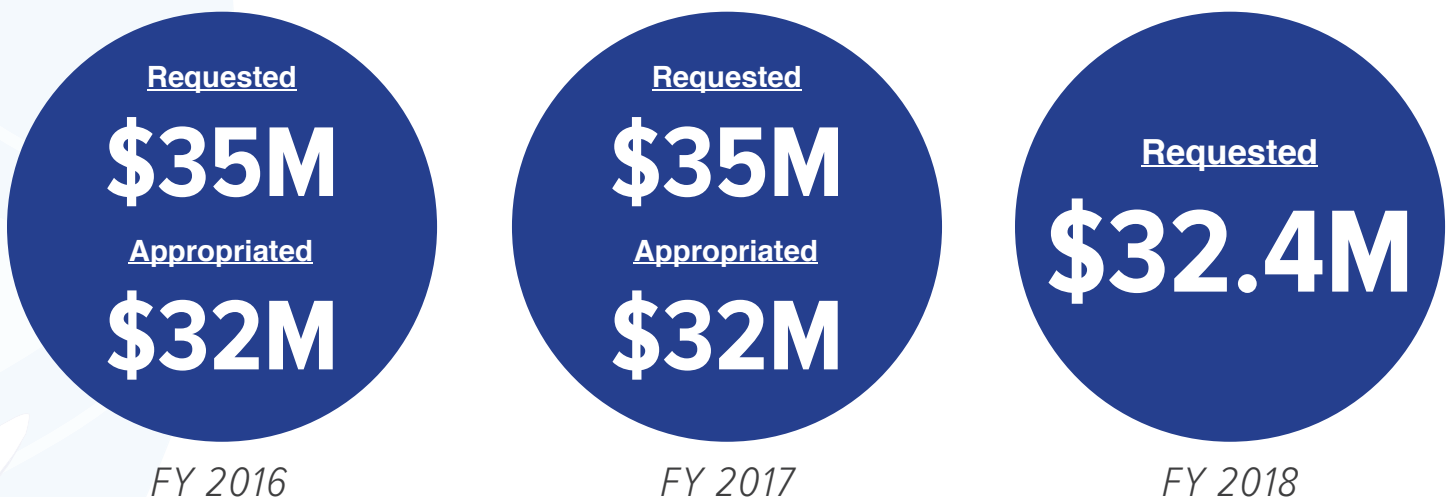 Requested
$35M
Appropriated
$32M
FY 2016
Requested
$35M
Appropriated
$32M
FY 2017
Requested
$32.4M
FY 2018